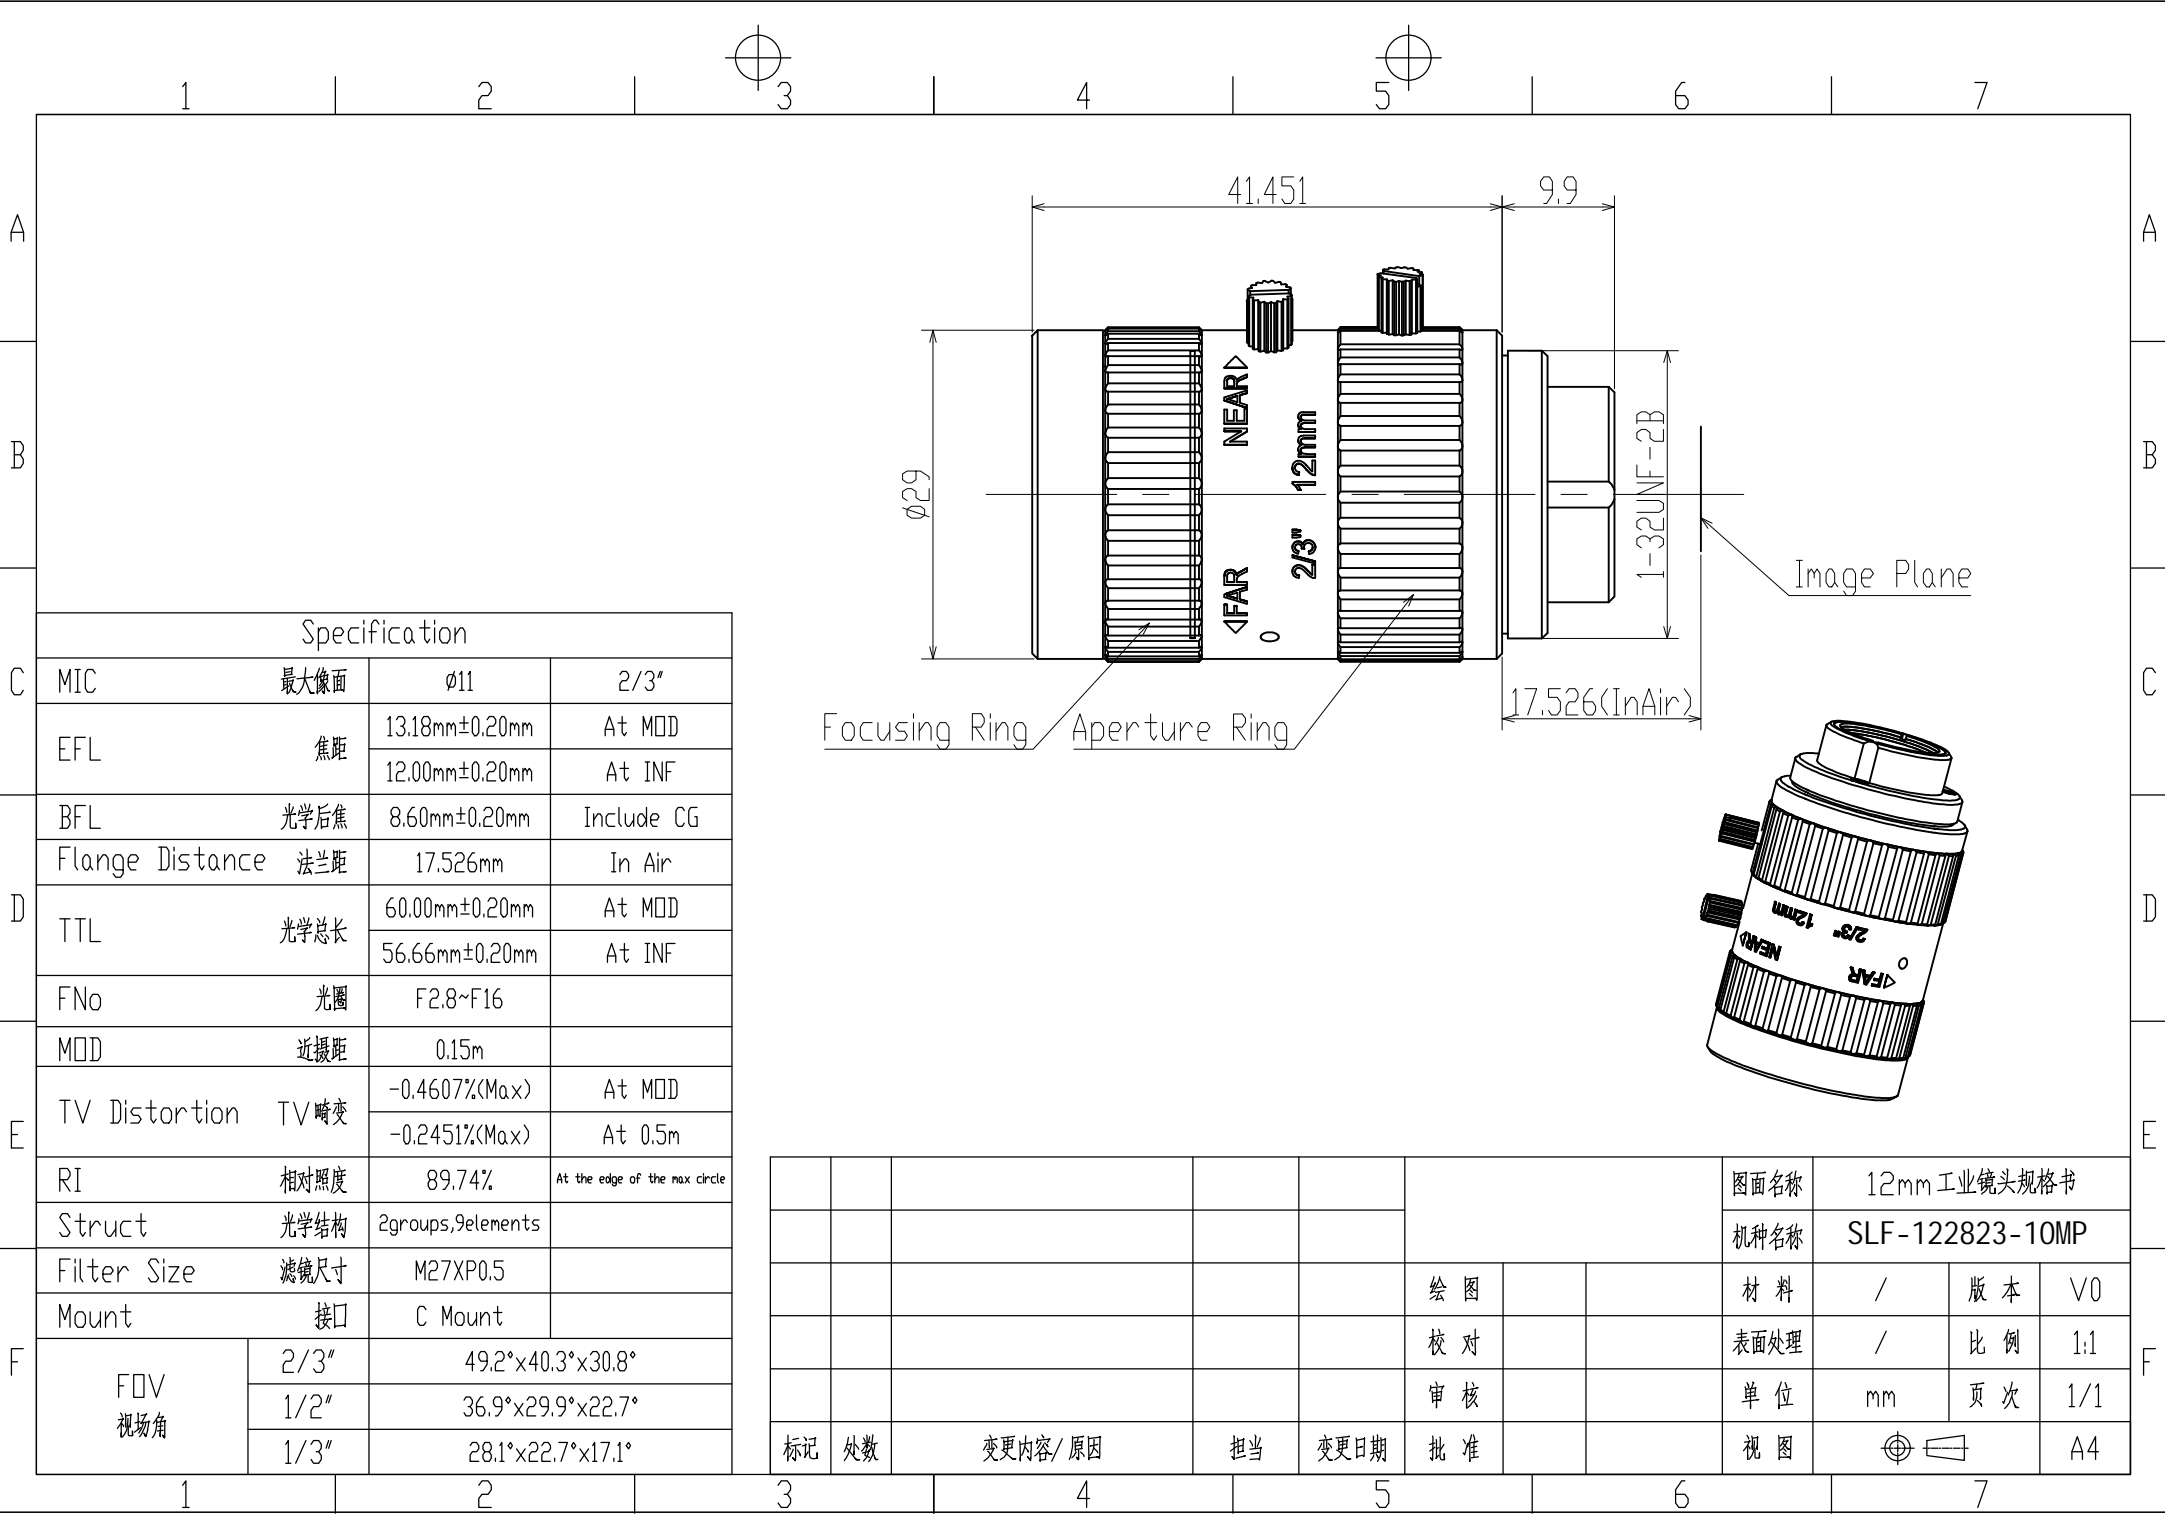 1 2 3 4 5 6 7
A A
41.451 9.9
B B
NEAR
12mm
2/3"
FAR
ø29
1-32UNF-2B
Image Plane
17.526(InAir)
Focusing Ring Aperture Ring
C C
Specification
MIC 最大像面 ø11 2/3"
EFL 焦距 13.18mm±0.20mm At MOD
12.00mm±0.20mm At INF
BFL 光学后焦 8.60mm±0.20mm Include CG
Flange Distance 法兰距 17.526mm In Air
TTL 光学总长 60.00mm±0.20mm At MOD
56.66mm±0.20mm At INF
FNo 光圈 F2.8~F16
MOD 近摄距 0.15m
TV Distortion TV畸变 -0.4607%(Max) At MOD
-0.2451%(Max) At 0.5m
RI 相对照度 89.74% At the edge of the max circle
Struct 光学结构 2groups,9elements
Filter Size 滤镜尺寸 M27XP0.5
Mount 接口 C Mount
FOV 视场角
2/3" 49.2°x40.3°x30.8°
1/2" 36.9°x29.9°x22.7°
1/3" 28.1°x22.7°x17.1°
D D
12mm
2/3"
NEAR
FAR
E E
图面名称 12mm工业镜头规格书
机种名称 SLF-122823-10MP
绘 图 材 料 / 版 本 V0
校 对 表面处理 / 比 例 1:1
审 核 单 位 mm 页 次 1/1
标记 处数 变更内容/原因 担当 变更日期 批 准 视 图 A4
F F
1 2 3 4 5 6 7